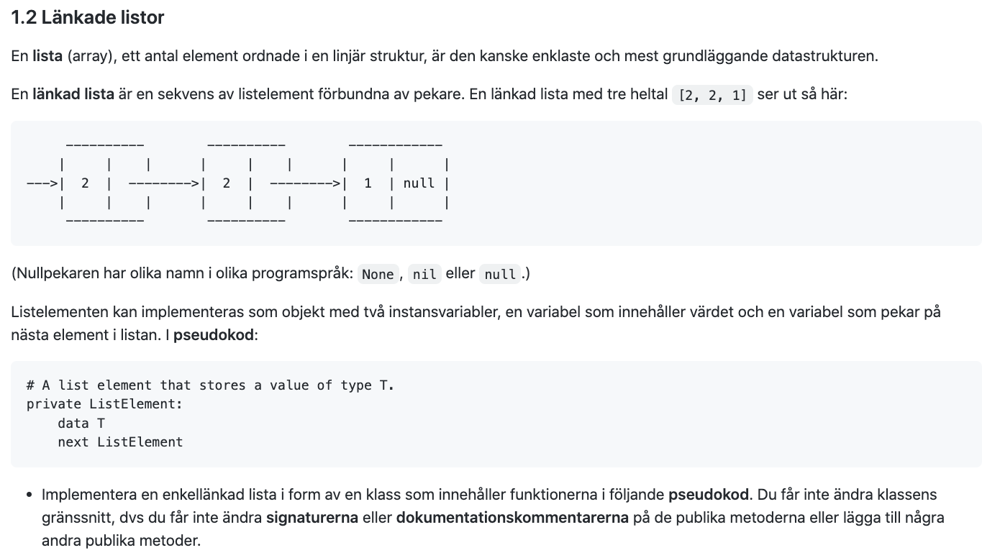 1.2 Länkade listor
En lista (array), ett antal element ordnade i en linjär struktur, är den kanske enklaste och mest grundläggande datastrukturen.
En länkad lista är en sekvens av listelement förbundna av pekare. En länkad lista med tre heltal [2, 2, 1] ser ut så här:
     ----------        ----------        ------------
    |     |    |      |     |    |      |     |      |
--->|  2  |  -------->|  2  |  -------->|  1  | null |
    |     |    |      |     |    |      |     |      |
     ----------        ----------        ------------
(Nullpekaren har olika namn i olika programspråk: None, nil eller null.)
Listelementen kan implementeras som objekt med två instansvariabler, en variabel som innehåller värdet och en variabel som pekar på
nästa element i listan. I pseudokod:
# A list element that stores a value of type T.
private ListElement:
    data T
    next ListElement
• Implementera en enkellänkad lista i form av en klass som innehåller funktionerna i följande pseudokod. Du får inte ändra klassens
gränssnitt, dvs du får inte ändra signaturerna eller dokumentationskommentarerna på de publika metoderna eller lägga till några
andra publika metoder.